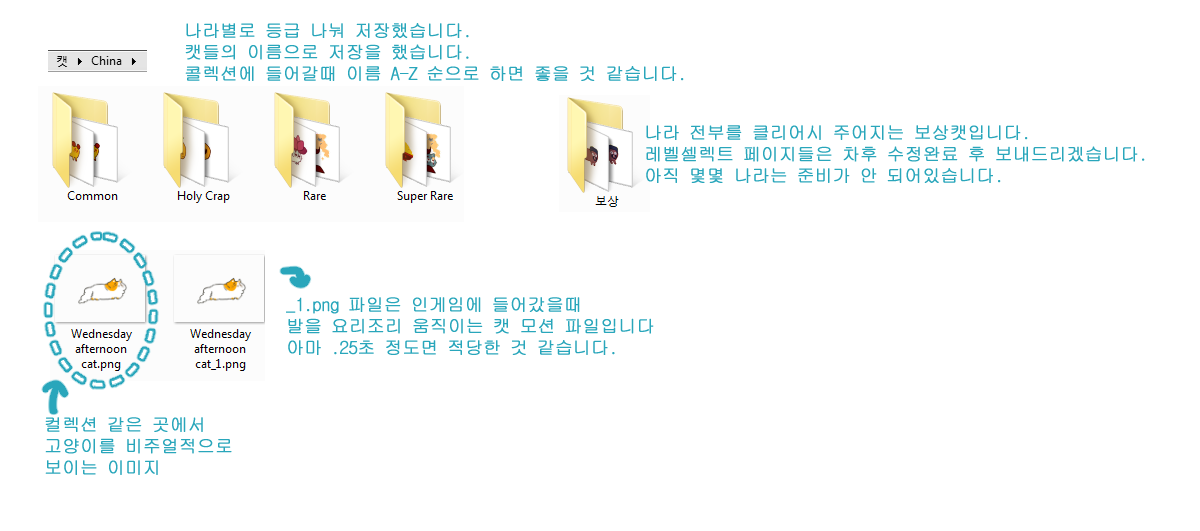 나라별로 등급 나눠 저장했습니다.
캣들의 이름으로 저장을 했습니다.
콜렉션에 들어갈때 이름 A-Z 순으로 하면 좋을 것 같습니다.
캣 ▸ China ▸
Common
Holy Crap
Rare
Super Rare
보상
나라 전부를 클리어시 주어지는 보상캣입니다.
레벨셀렉트 페이지들은 차후 수정완료 후 보내드리겠습니다.
아직 몇몇 나라는 준비가 안 되어있습니다.
Wednesday
afternoon
cat.png
Wednesday
afternoon
cat_1.png
_1.png 파일은 인게임에 들어갔을때
발을 요리조리 움직이는 캣 모션 파일입니다
아마 .25초 정도면 적당한 것 같습니다.
컬렉션 같은 곳에서
고양이를 비주얼적으로
보이는 이미지